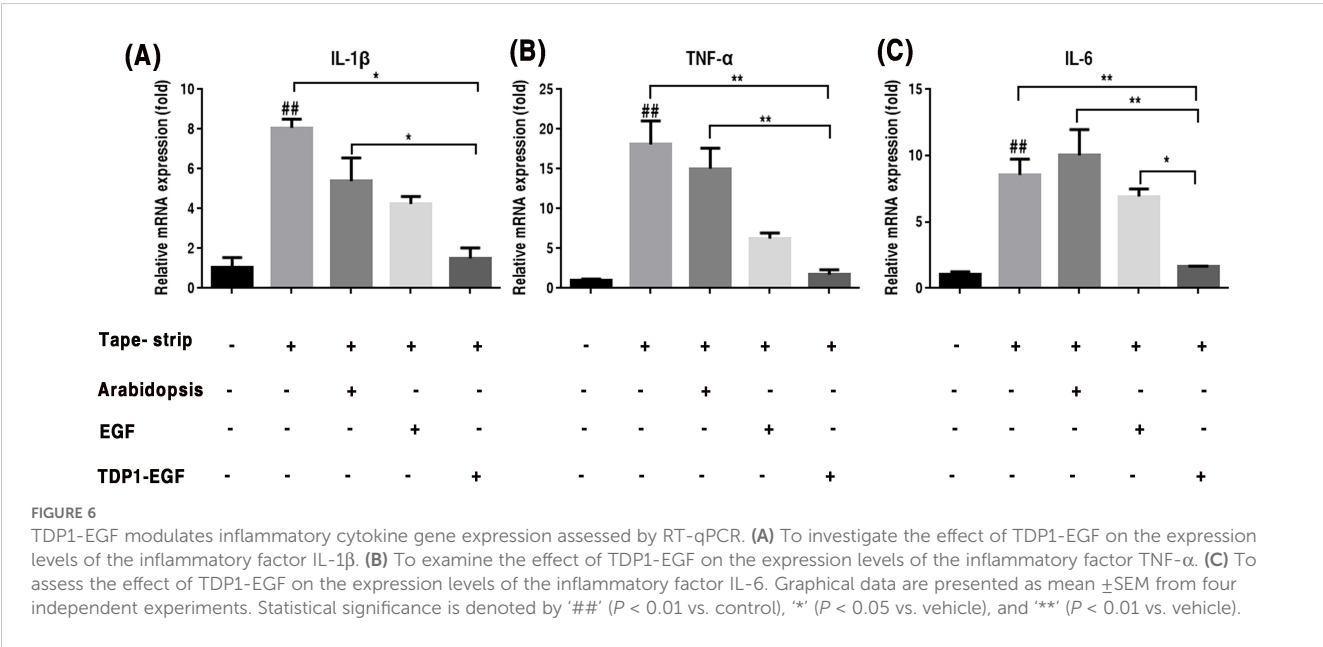 (A)
IL-1β
Relative mRNA expression (fold)
10
8
6
4
2
0
##
*
*
(B)
TNF-α
Relative mRNA expression (fold)
25
20
15
10
5
0
##
**
**
(C)
IL-6
Relative mRNA expression (fold)
15
10
5
0
##
**
**
*
Tape- strip - + + + + - + + + + - + + + +
Arabidopsis - - + - - - - + - - - - + - -
EGF - - - + - - - - + - - - - + -
TDP1-EGF - - - - + - - - - + - - - - +
FIGURE 6
TDP1-EGF modulates inflammatory cytokine gene expression assessed by RT-qPCR. (A) To investigate the effect of TDP1-EGF on the expression
levels of the inflammatory factor IL-1β. (B) To examine the effect of TDP1-EGF on the expression levels of the inflammatory factor TNF-α. (C) To
assess the effect of TDP1-EGF on the expression levels of the inflammatory factor IL-6. Graphical data are presented as mean ±SEM from four
independent experiments. Statistical significance is denoted by ‘##’ (P < 0.01 vs. control), ‘*’ (P < 0.05 vs. vehicle), and ‘**’ (P < 0.01 vs. vehicle).